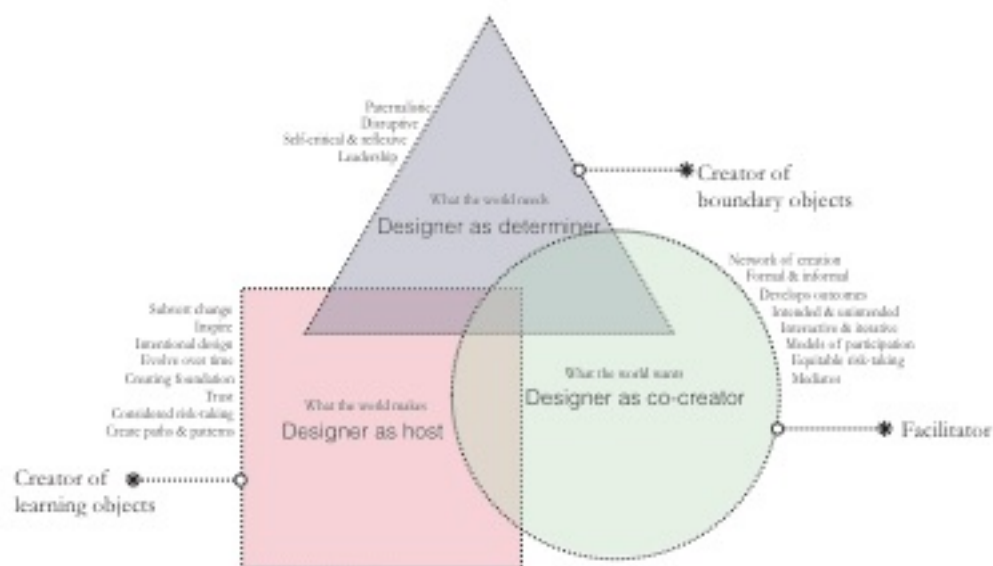 Paternalistic
Disruptive
Self-critical & reflexive
Leadership
What the world needs
Designer as determiner
Creator of
boundary objects
Network of creation
Formal & informal
Develops outcomes
Intended & unintended
Interactive & iterative
Models of participation
Equitable risk-taking
Mediator
What the world wants
Designer as co-creator
Facilitator
Subvert change
Inspire
Intentional design
Evolve over time
Creating foundation
Trust
Considered risk-taking
Create paths & patterns
What the world makes
Designer as host
Creator of
learning objects